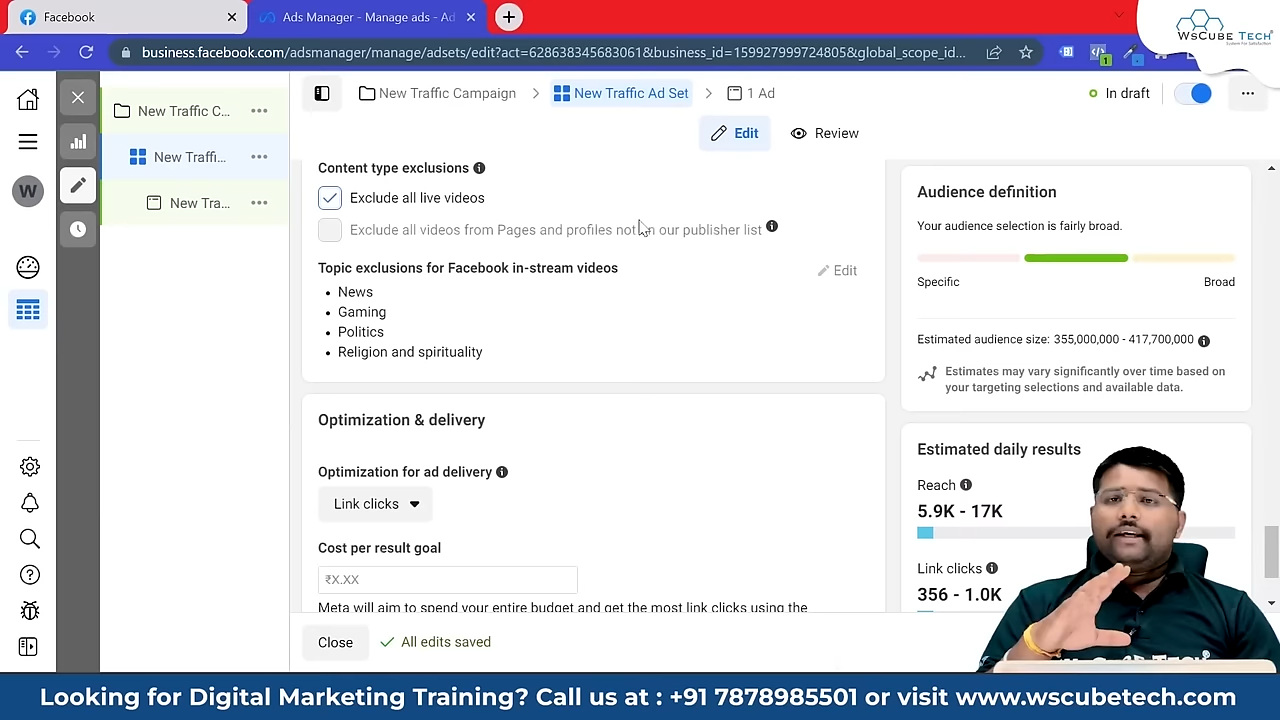 Facebook
Ads Manager - Manage ads - Ad
WsCube Tech
business.facebook.com/adsmanager/manage/adsets/edit?act=628638345683061&business_id=1599279997248056&global_scope_id...
New Traffic C...
New Traffi...
New Tra...
W
New Traffic Campaign
New Traffic Ad Set
1 Ad
In draft
Edit
Review
Content type exclusions
Exclude all live videos
Exclude all videos from Pages and profiles not in our publisher list
Topic exclusions for Facebook in-stream videos
Edit
• News
• Gaming
• Politics
• Religion and spirituality
Optimization & delivery
Optimization for ad delivery
Link clicks
Cost per result goal
₹X.XX
Meta will aim to spend your entire budget and get the most link clicks using the
Close
All edits saved
Audience definition
Your audience selection is fairly broad.
Specific
Broad
Estimated audience size: 355,000,000 - 417,700,000
Estimates may vary significantly over time based on
your targeting selections and available data.
Estimated daily results
Reach
5.9K - 17K
Link clicks
356 - 1.0K
Looking for Digital Marketing Training? Call us at : +91 7878985501 or visit www.wscubetech.com